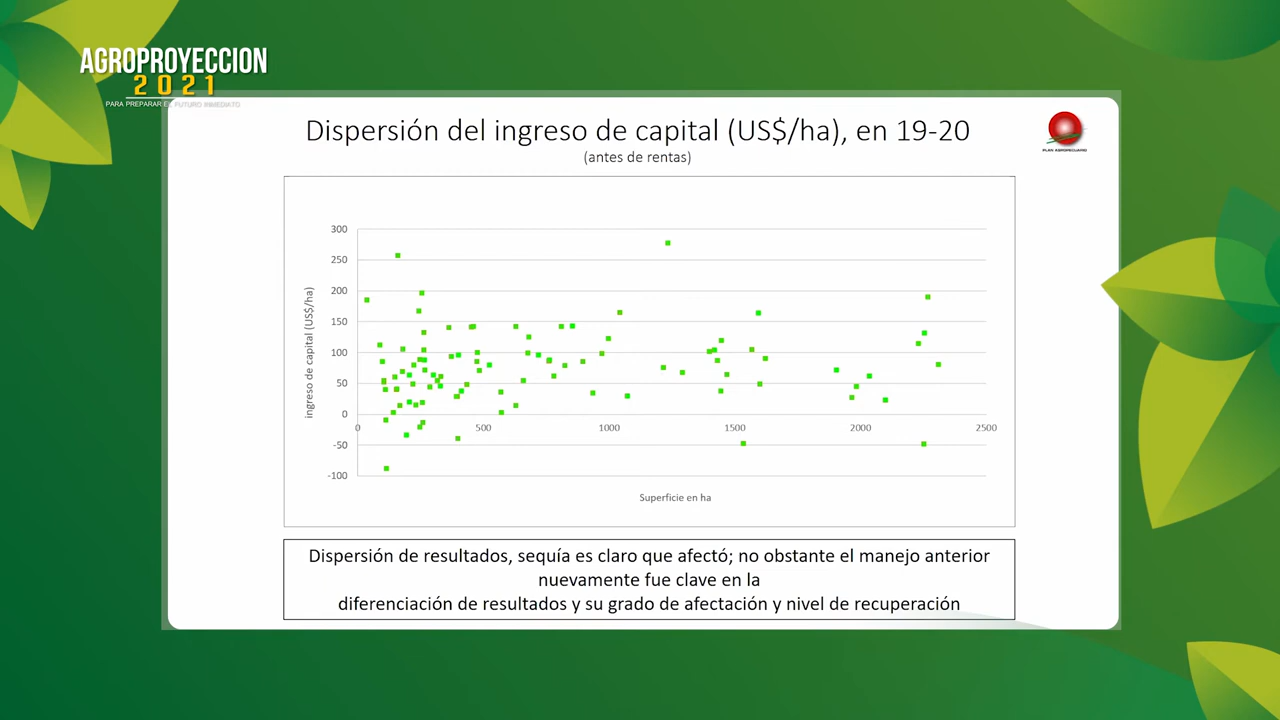 AGROPROYECCION
2021
PARA PREPARAR EL FUTURO INMEDIATO
Dispersión del ingreso de capital (US$/ha), en 19-20
(antes de rentas)
PLAN AGROPECUARIO
ingreso de capital (US$/ha)
300
250
200
150
100
50
0
-50
-100
0 500 1000 1500 2000 2500
Superficie en ha
Dispersión de resultados, sequía es claro que afectó; no obstante el manejo anterior
nuevamente fue clave en la
diferenciación de resultados y su grado de afectación y nivel de recuperación